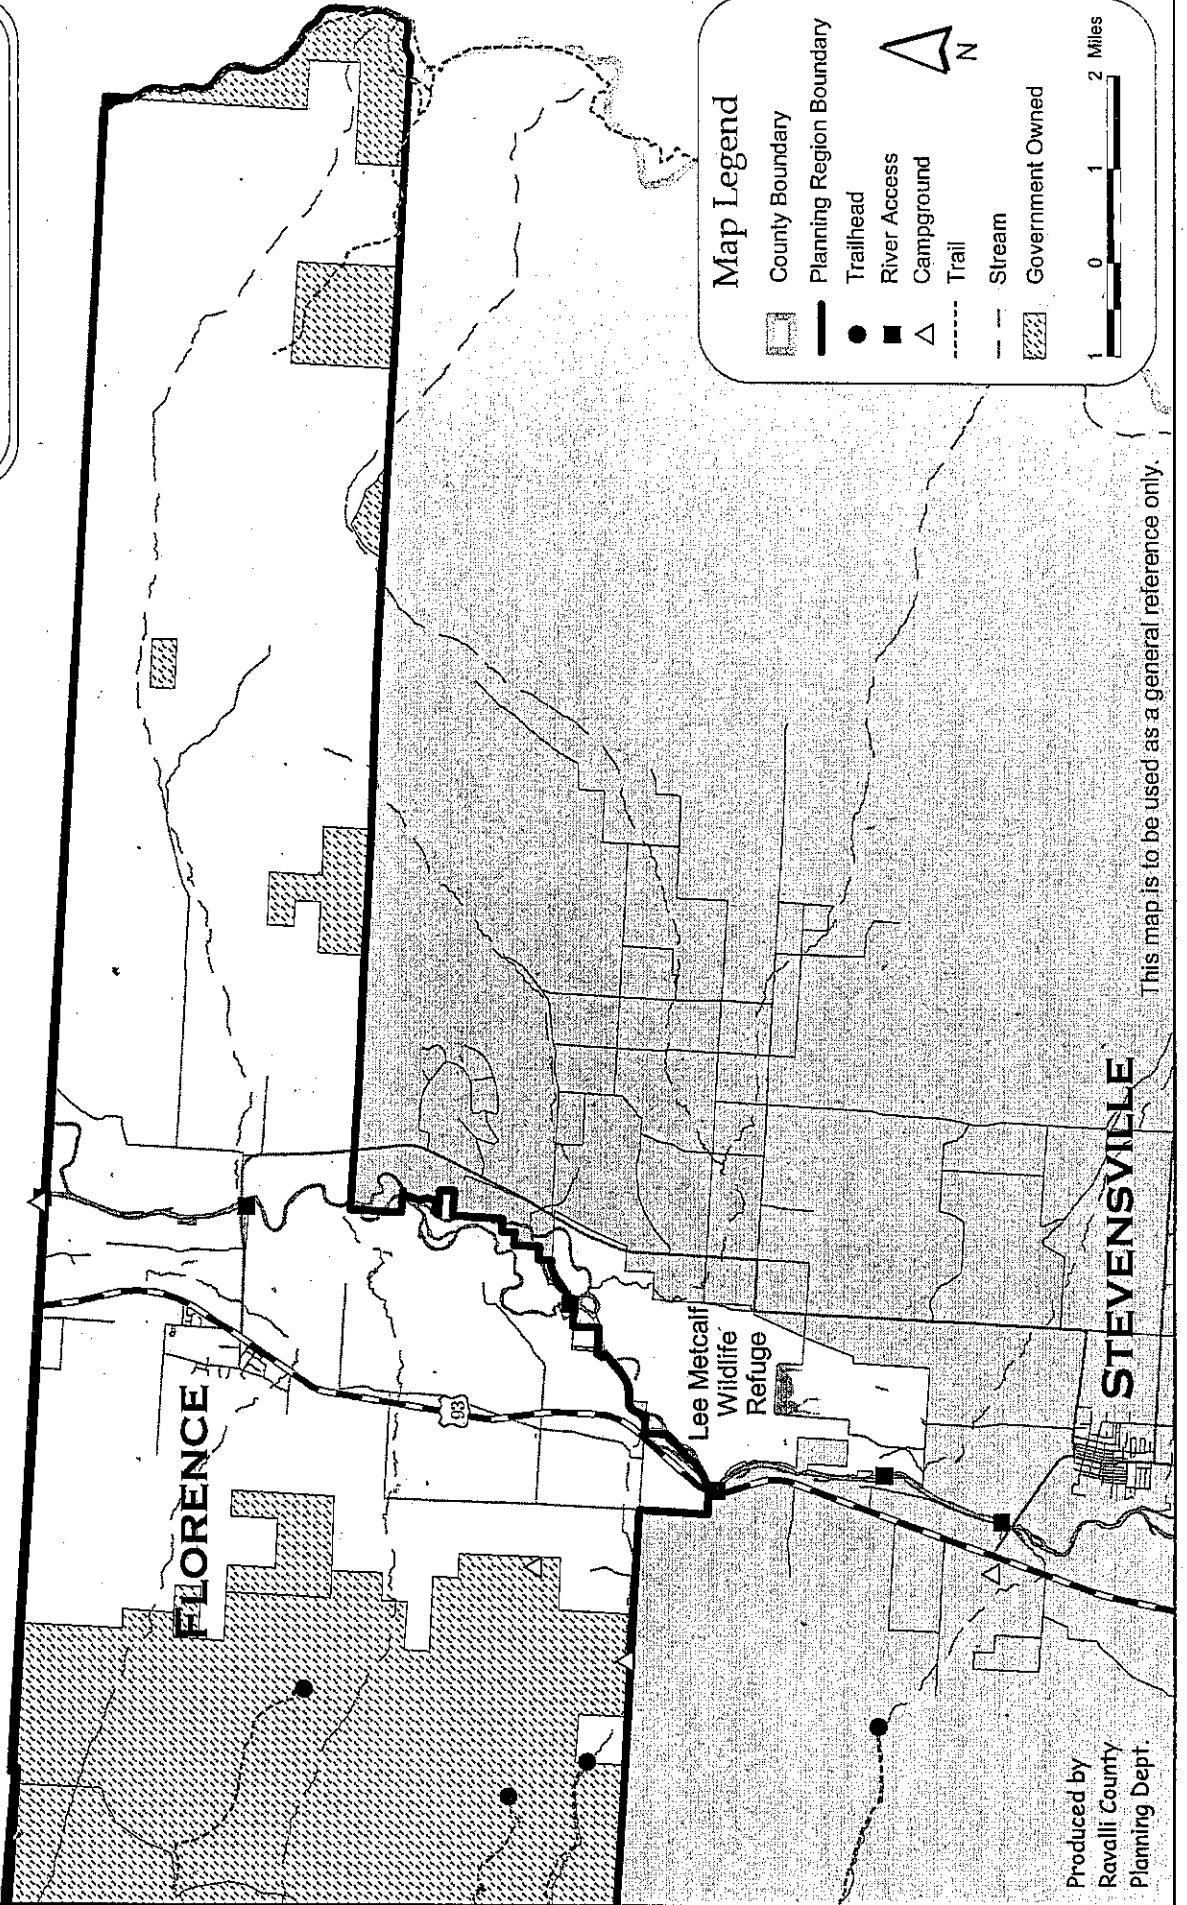 FLORENCE
93
Lee Metcalf
Wildlife
Refuge
STEVENSVILLE
Map Legend
County Boundary
Planning Region Boundary
Trailhead
River Access
Campground
Trail
Stream
Government Owned
N
1 0 1 2 Miles
This map is to be used as a general reference only.
Produced by
Ravalli County
Planning Dept.